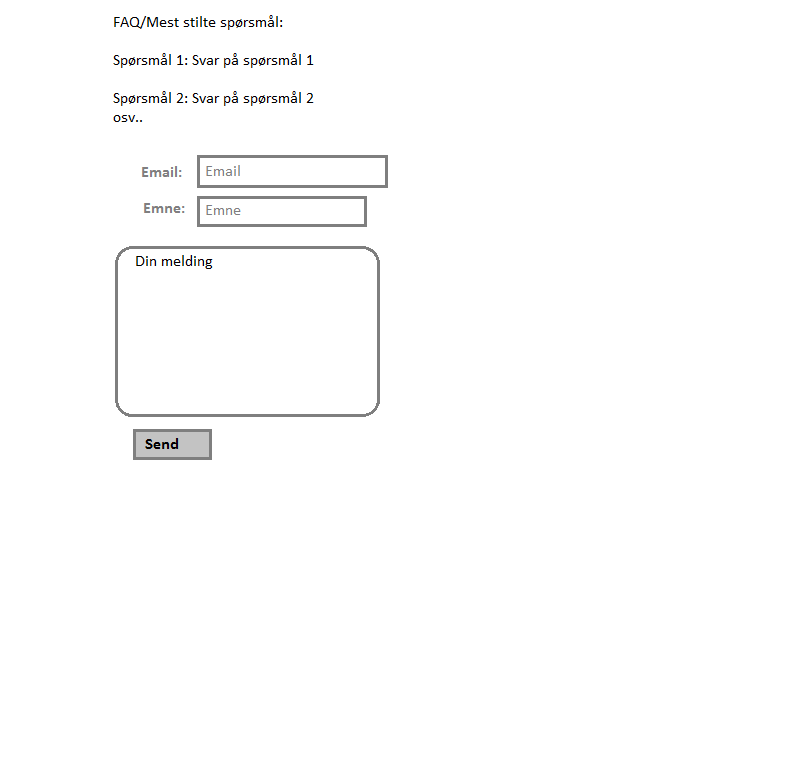 FAQ/Mest stilte spørsmål:
Spørsmål 1: Svar på spørsmål 1
Spørsmål 2: Svar på spørsmål 2
osv..
Email: Email
Emne: Emne
Din melding
Send